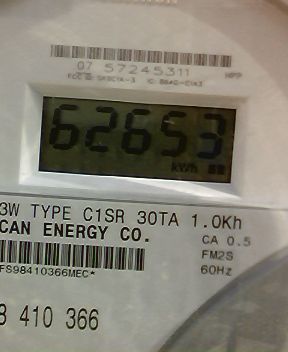 07 57245311
62653
kWh
3W TYPE C1SR 30TA 1.0Kh
CAN ENERGY CO.
CA 0.5
FM2S
60Hz
FS98410366MEC*
8 410 366